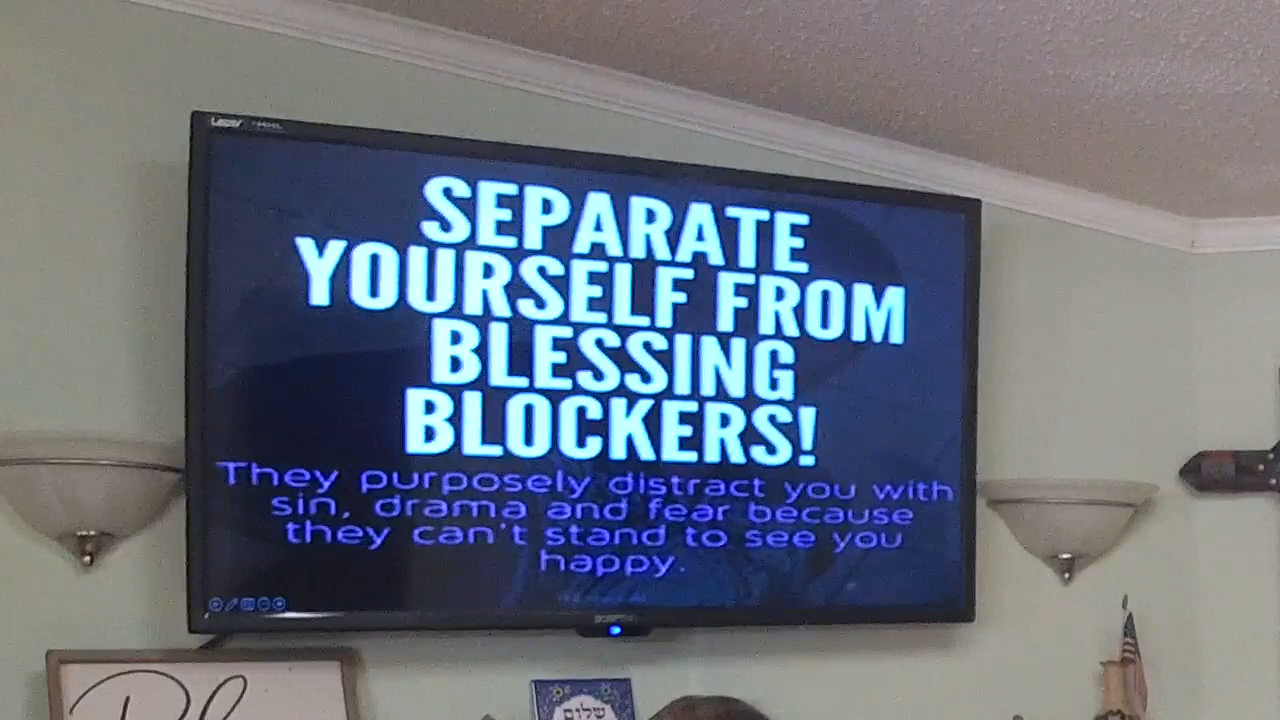 SEPARATE
YOURSELF FROM
BLESSING
BLOCKERS!
They purposely distract you with
sin, drama and fear because
they can't stand to see you
happy.
שלום